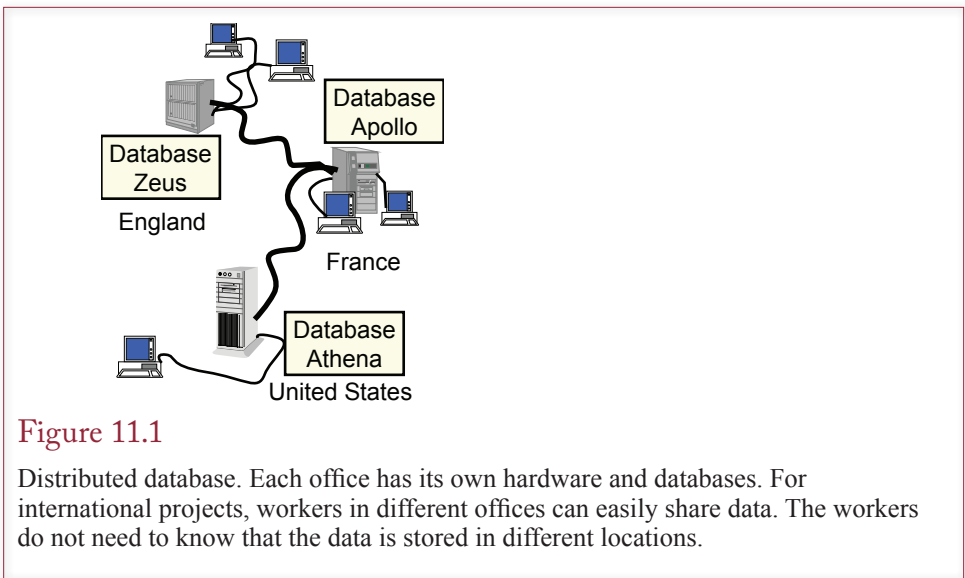 Database
Apollo
Database
Zeus
England
France
Database
Athena
United States
Figure 11.1
Distributed database. Each office has its own hardware and databases. For
international projects, workers in different offices can easily share data. The workers
do not need to know that the data is stored in different locations.